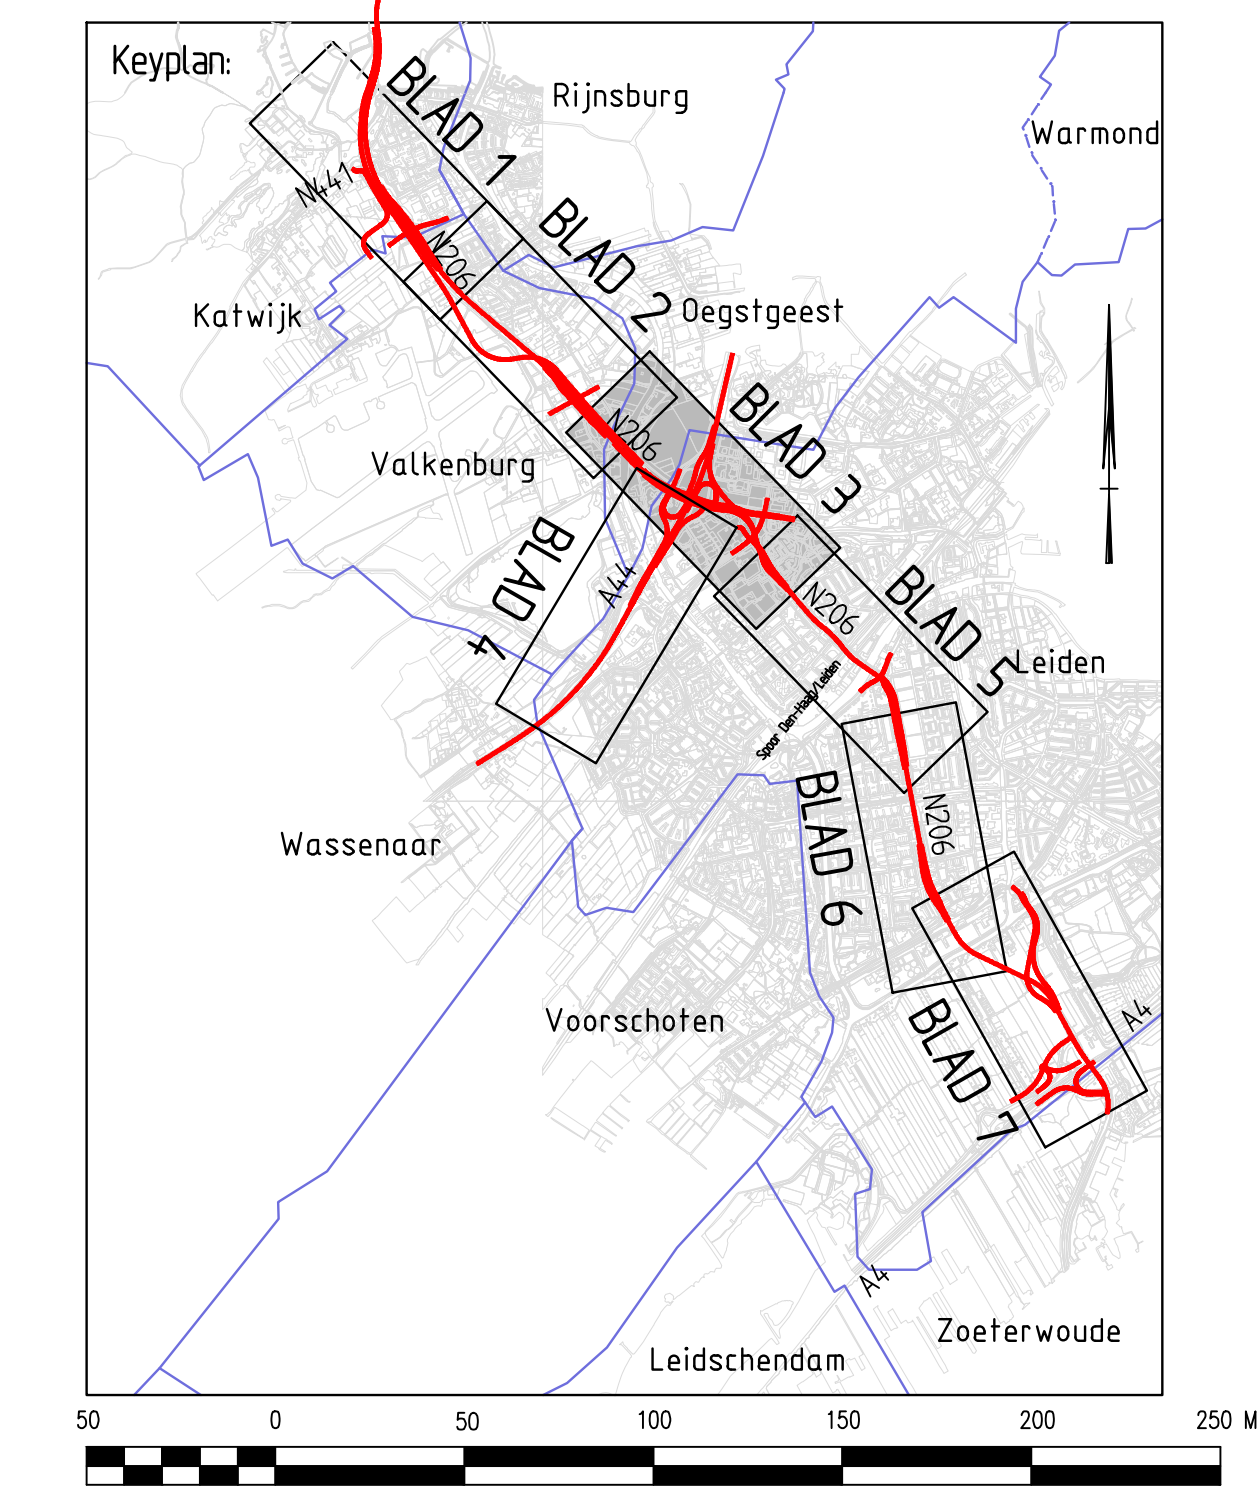 Keyplan:
BLAD 1
Rijnsburg
Warmond
N441
BLAD 2
N206
Katwijk
Oegstgeest
BLAD 3
N206
Valkenburg
BLAD 4
A44
N206
BLAD 5
Leiden
Spoor Den-Haag/Leiden
BLAD 6
N206
Wassenaar
Voorschoten
BLAD 7
A4
A4
Zoeterwoude
Leidschendam
50 0 50 100 150 200 250 M